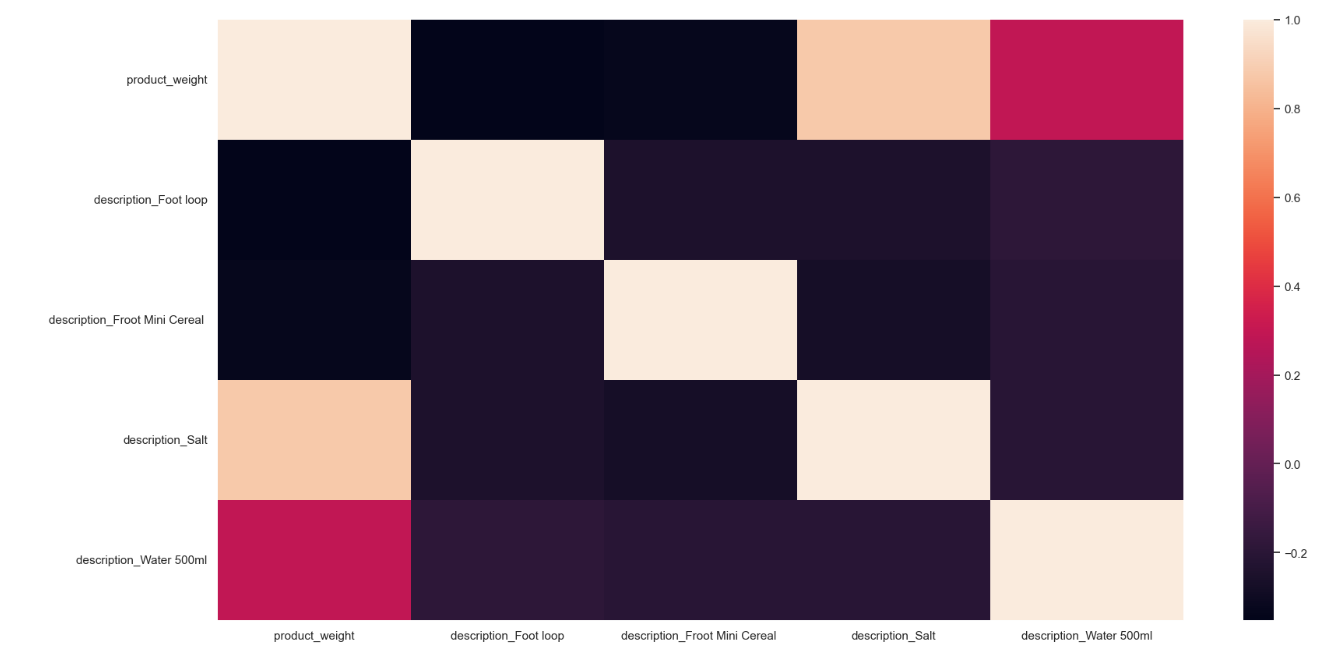 product_weight
description_Foot loop
description_Froot Mini Cereal
description_Salt
description_Water 500ml
product_weight description_Foot loop description_Froot Mini Cereal description_Salt description_Water 500ml
1.0
0.8
0.6
0.4
0.2
0.0
−0.2